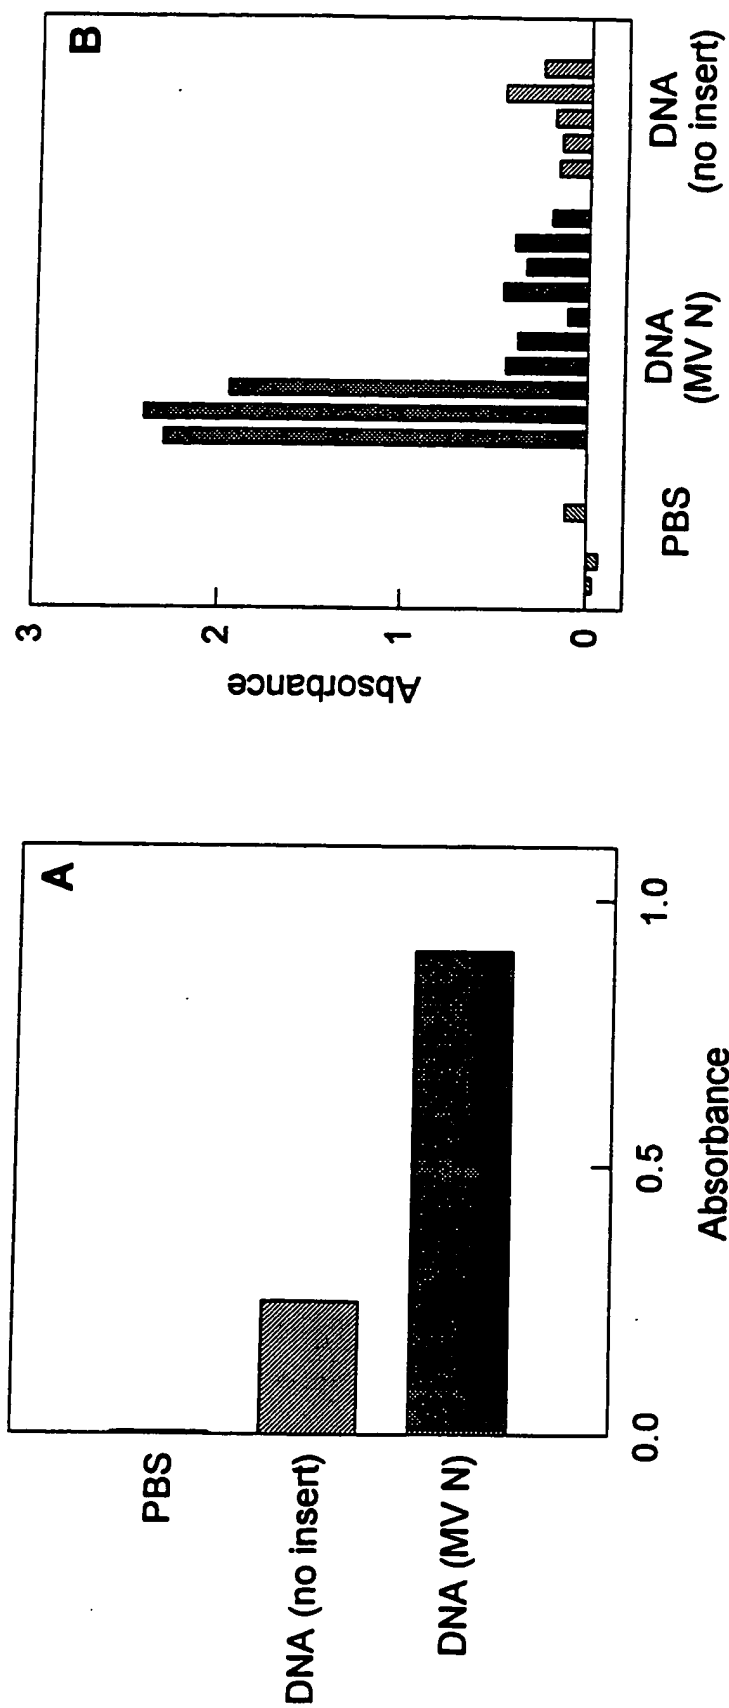 A
PBS
DNA (no insert)
DNA (MV N)
0.0
0.5
1.0
Absorbance
B
3
2
1
0
Absorbance
PBS
DNA
(MV N)
DNA
(no insert)